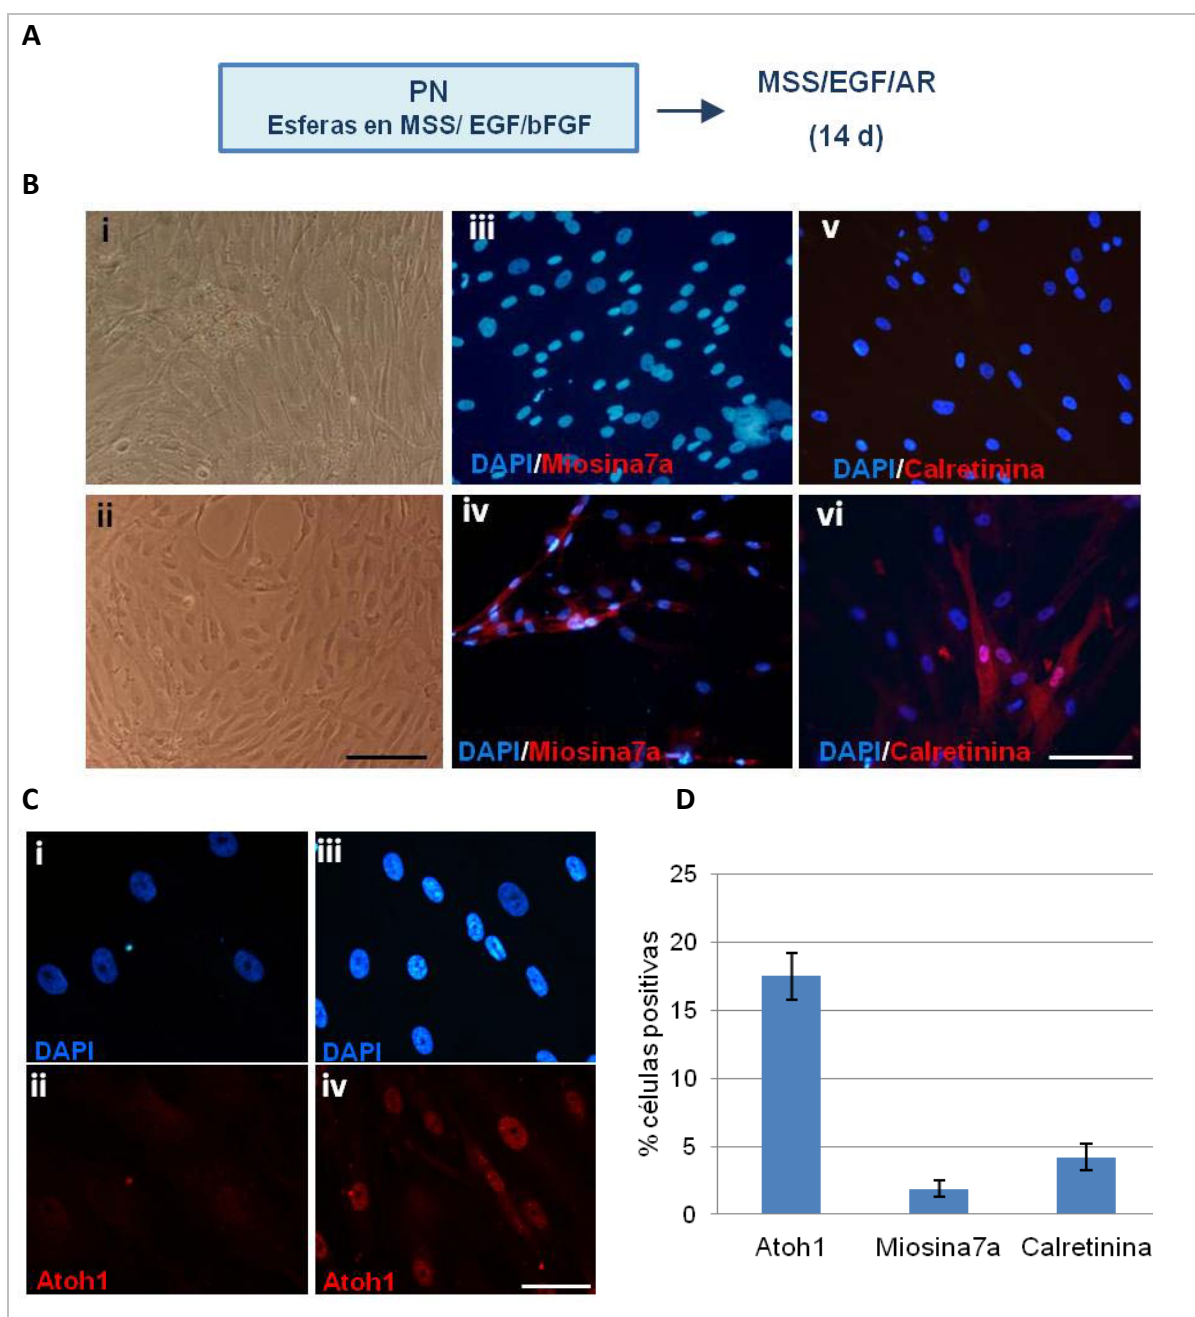 A
PN
Esferas en MSS/ EGF/bFGF
MSS/EGF/AR
(14 d)
B
i
iii
v
DAPI/Miosina7a
DAPI/Calretinina
ii
iv
vi
DAPI/Miosina7a
DAPI/Calretinina
C
D
i
iii
DAPI
DAPI
ii
iv
Atoh1
Atoh1
% células positivas
25
20
15
10
5
0
Atoh1
Miosina7a
Calretinina